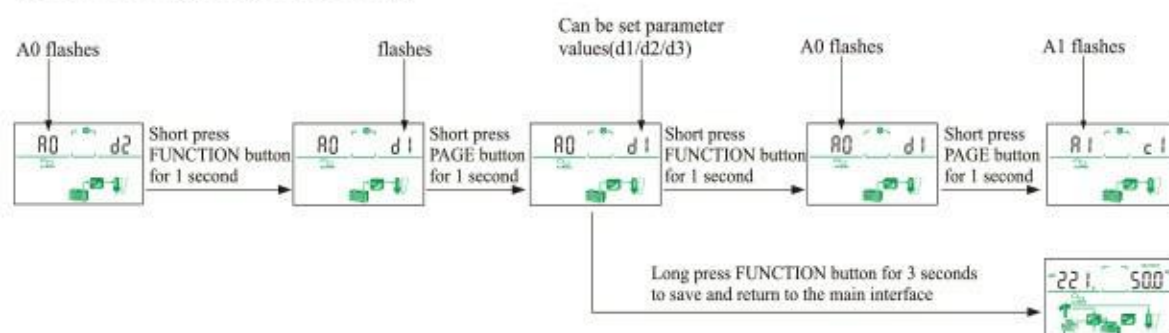 Can be set parameter
values(d1/d2/d3)
A0 flashes
flashes
A0 flashes
A1 flashes
A0 d2
Short press
FUNCTION button
for 1 second
A0 d1
Short press
PAGE button
for 1 second
A0 d1
Short press
FUNCTION button
for 1 second
A0 d1
Short press
PAGE button
for 1 second
A1 c1
Long press FUNCTION button for 3 seconds
to save and return to the main interface
221 50.0